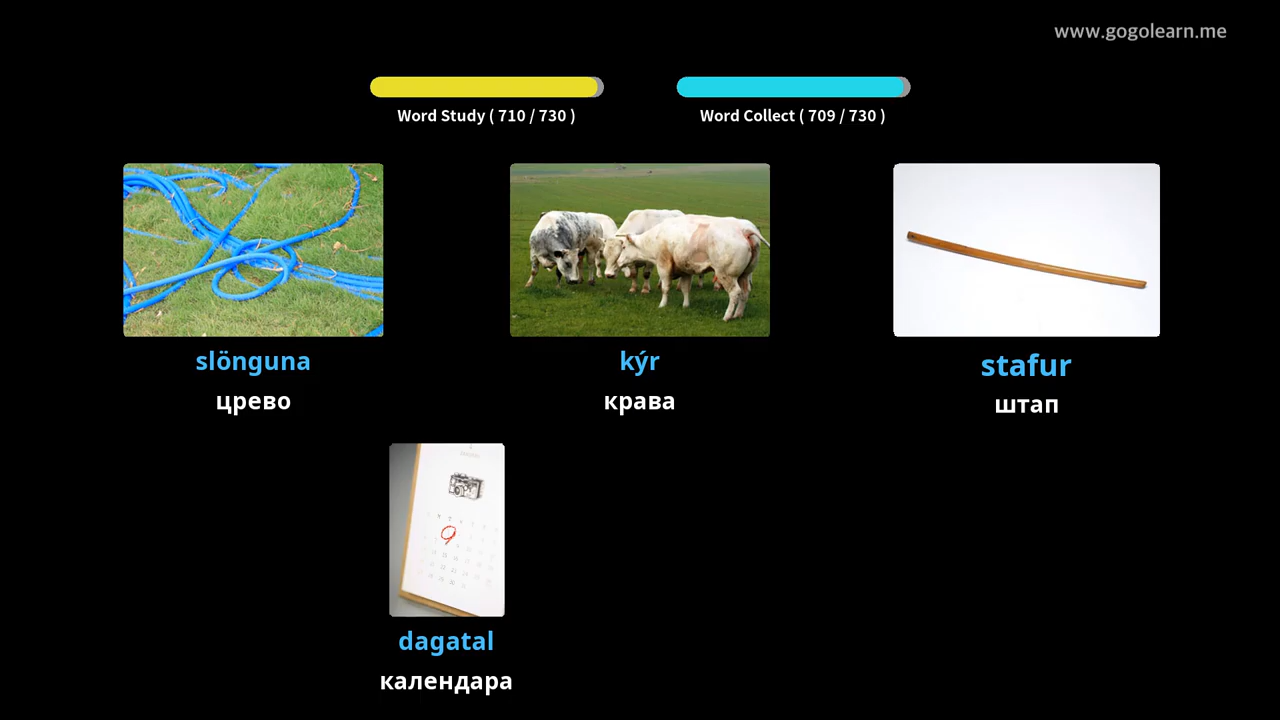 www.gogolearn.me
Word Study ( 710 / 730 )
Word Collect ( 709 / 730 )
slönguna
црево
kýr
крава
stafur
штап
dagatal
календара